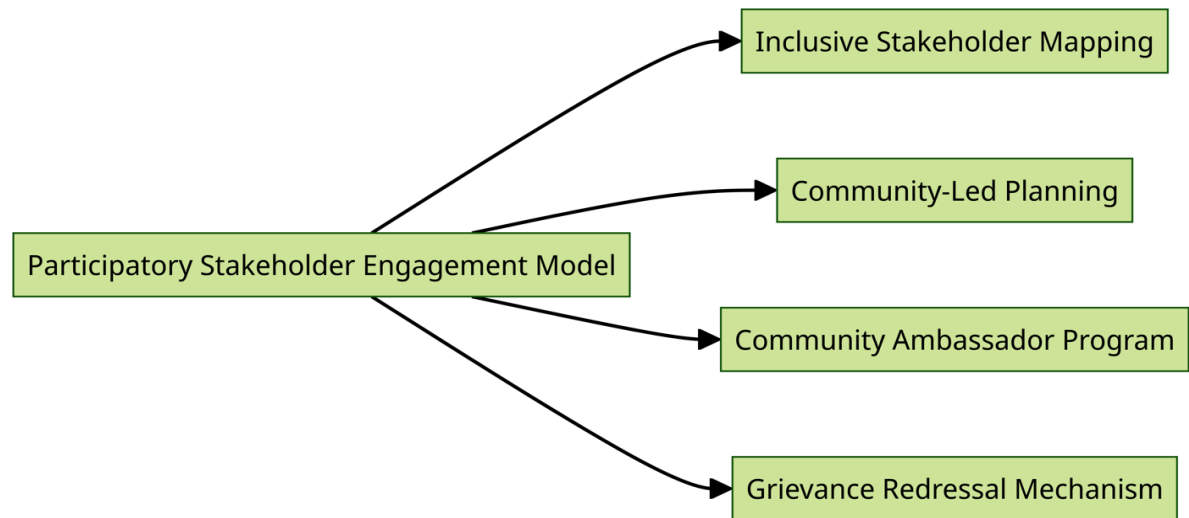 Inclusive Stakeholder Mapping
Community-Led Planning
Participatory Stakeholder Engagement Model
Community Ambassador Program
Grievance Redressal Mechanism